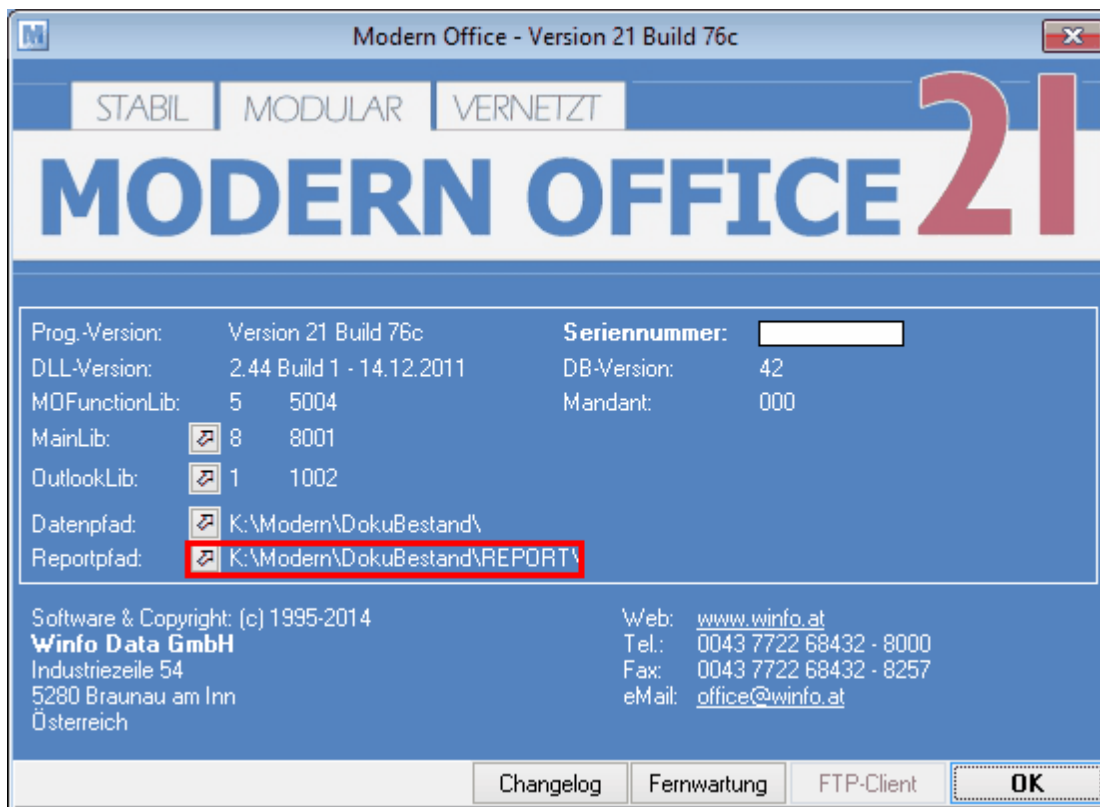 Modern Office - Version 21 Build 76c
STABIL MODULAR VERNETZT
MODERN OFFICE 21
Prog.-Version: Version 21 Build 76c Seriennummer:
DLL-Version: 2.44 Build 1 - 14.12.2011 DB-Version: 42
MOFunctionLib: 5 5004 Mandant: 000
MainLib: 8 8001
OutlookLib: 1 1002
Datenpfad: K:\Modern\DokuBestand\
Reportpfad: K:\Modern\DokuBestand\REPORT\
Software & Copyright: (c) 1995-2014 Web: www.winfo.at
Winfo Data GmbH Tel.: 0043 7722 68432 - 8000
Industriezeile 54 Fax: 0043 7722 68432 - 8257
5280 Braunau am Inn eMail: office@winfo.at
Österreich
Changelog Fernwartung FTP-Client OK